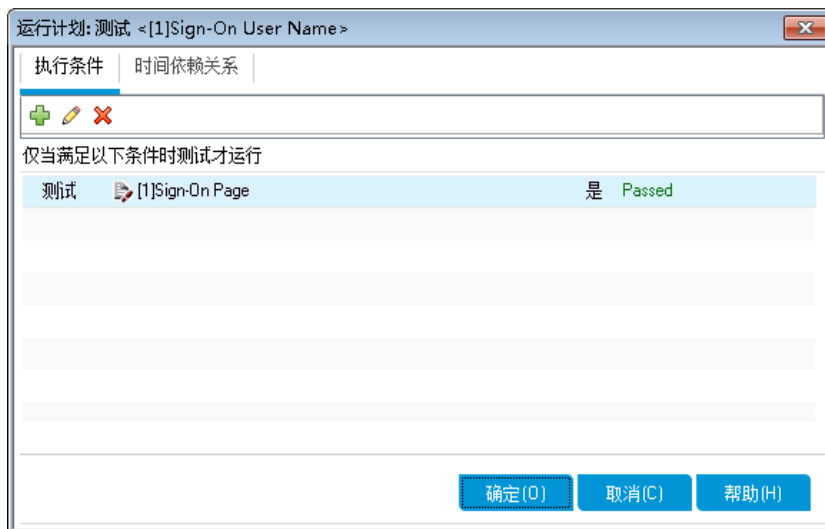 运行计划: 测试 <[1]Sign-On User Name>
执行条件 时间依赖关系
仅当满足以下条件时测试才运行
测试 [1]Sign-On Page 是 Passed
确定(O) 取消(C) 帮助(H)